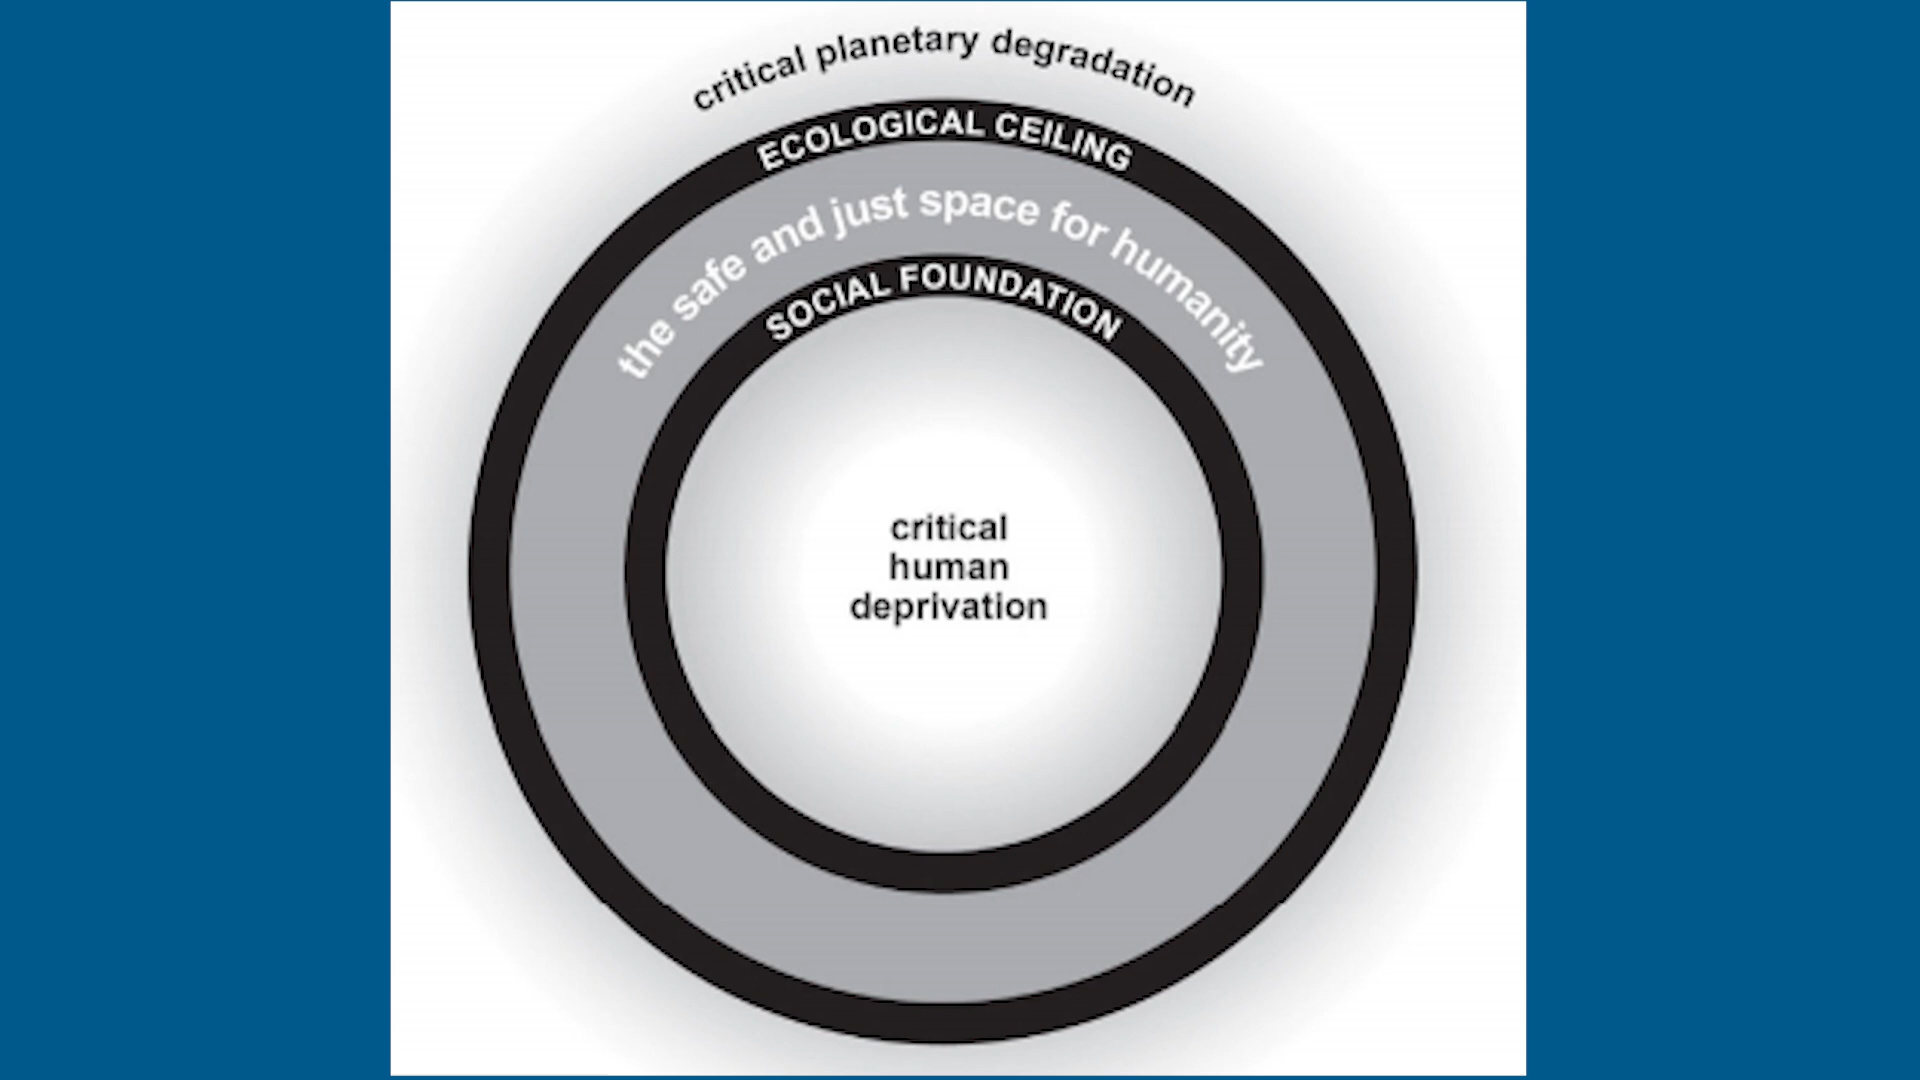 critical planetary degradation
ECOLOGICAL CEILING
the safe and just space for humanity
SOCIAL FOUNDATION
critical
human
deprivation